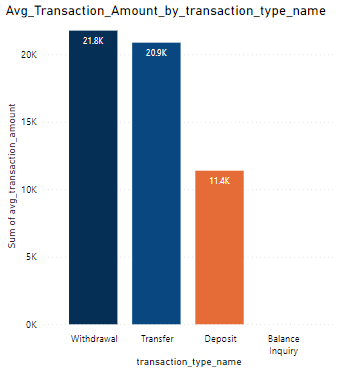 Avg_Transaction_Amount_by_transaction_type_name
Sum of avg_transaction_amount
20K
15K
10K
5K
0K
21.8K
20.9K
11.4K
Withdrawal
Transfer
Deposit
Balance
Inquiry
transaction_type_name